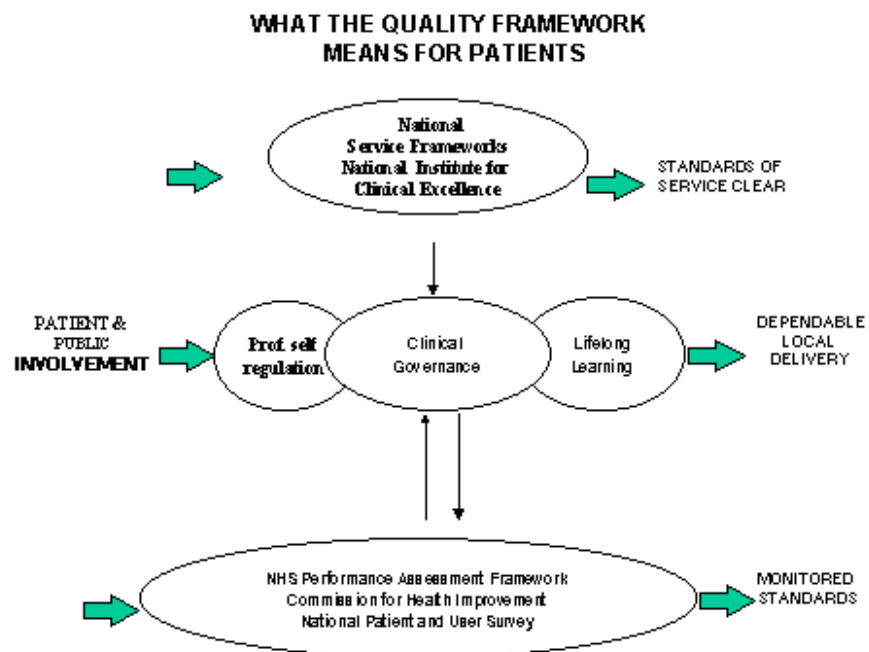 WHAT THE QUALITY FRAMEWORK
MEANS FOR PATIENTS
National
Service Frameworks
National Institute for
Clinical Excellence
STANDARDS OF
SERVICE CLEAR
PATIENT &
PUBLIC
INVOLVEMENT
Prof. self
regulation
Clinical
Governance
Lifelong
Learning
DEPENDABLE
LOCAL
DELIVERY
NHS Performance Assessment Framework
Commission for Health Improvement
National Patient and User Survey
MONITORED
STANDARDS